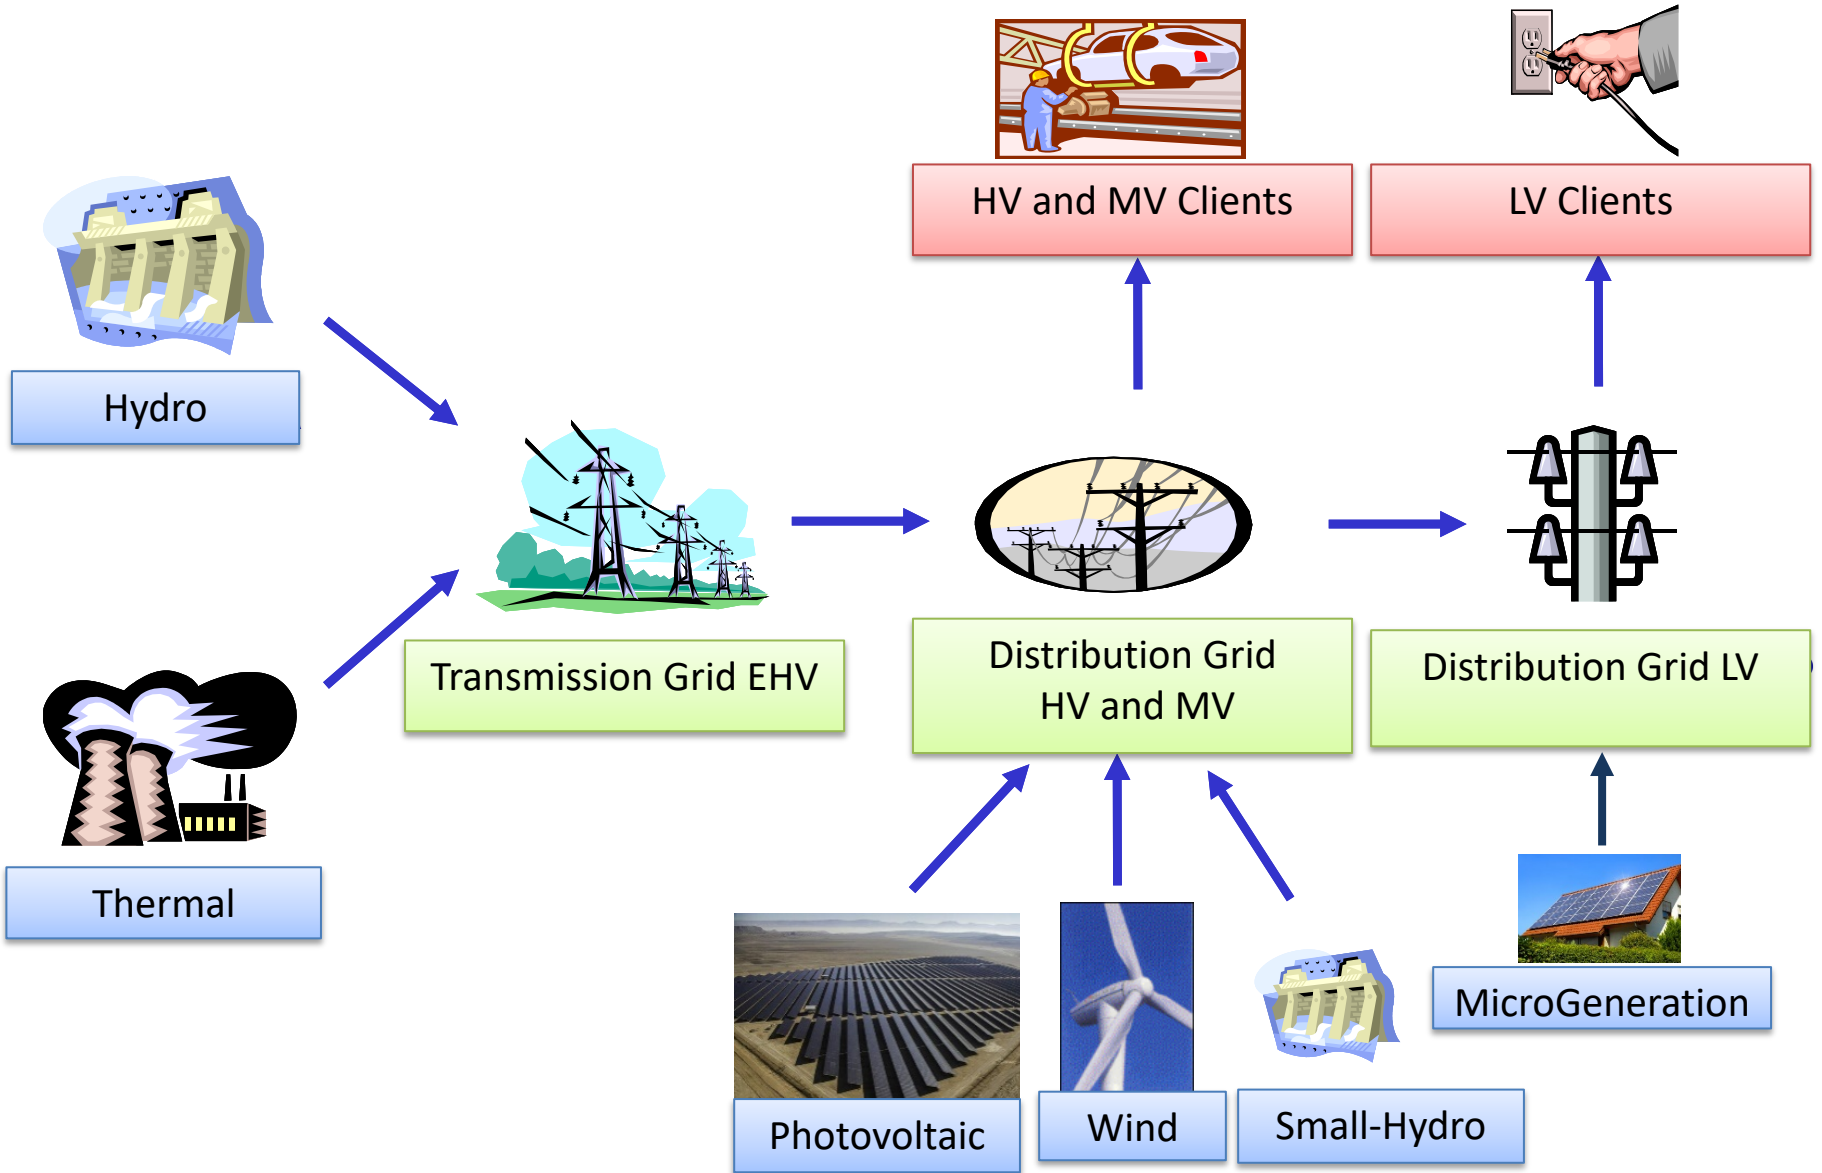 HV and MV Clients
LV Clients
Hydro
Transmission Grid EHV
Distribution Grid
HV and MV
Distribution Grid LV
Thermal
Photovoltaic
Wind
Small-Hydro
MicroGeneration